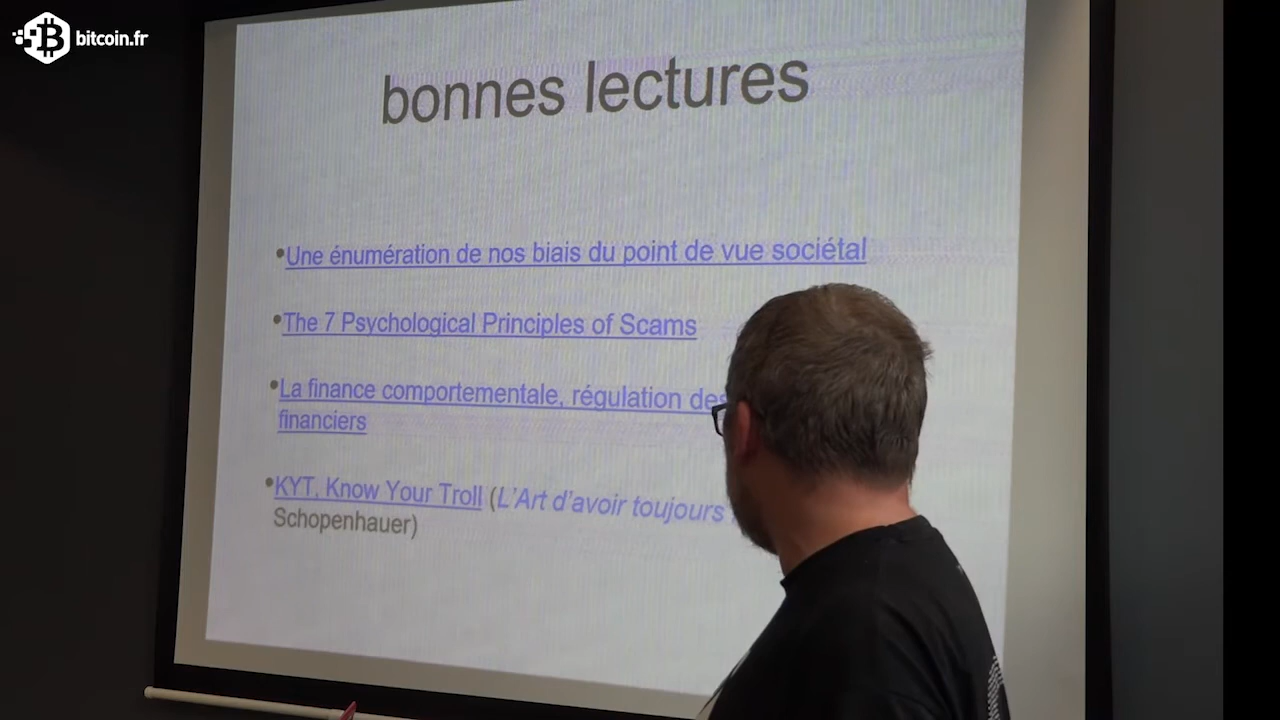 bitcoin.fr
bonnes lectures
•Une énumération de nos biais du point de vue sociétal
•The 7 Psychological Principles of Scams
•La finance comportementale, régulation des
financiers
•KYT, Know Your Troll (L'Art d'avoir toujours
Schopenhauer)